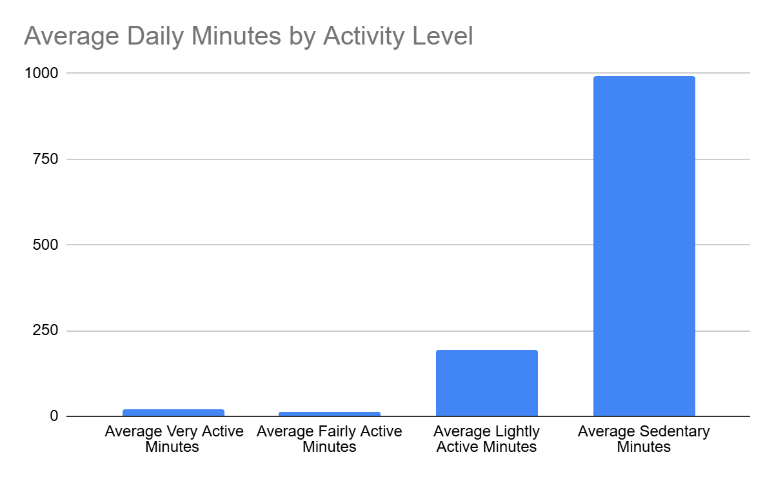 Average Daily Minutes by Activity Level
1000
750
500
250
0
Average Very Active
Minutes
Average Fairly Active
Minutes
Average Lightly
Active Minutes
Average Sedentary
Minutes